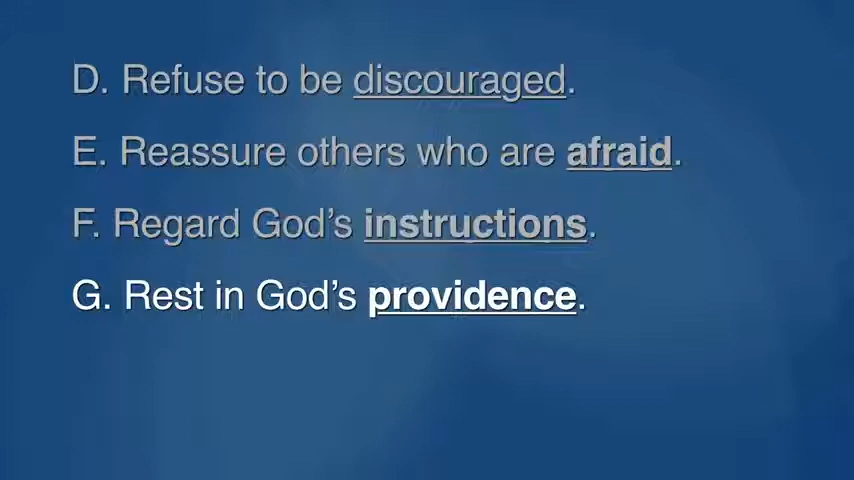 D. Refuse to be discouraged.
E. Reassure others who are afraid.
F. Regard God’s instructions.
G. Rest in God’s providence.